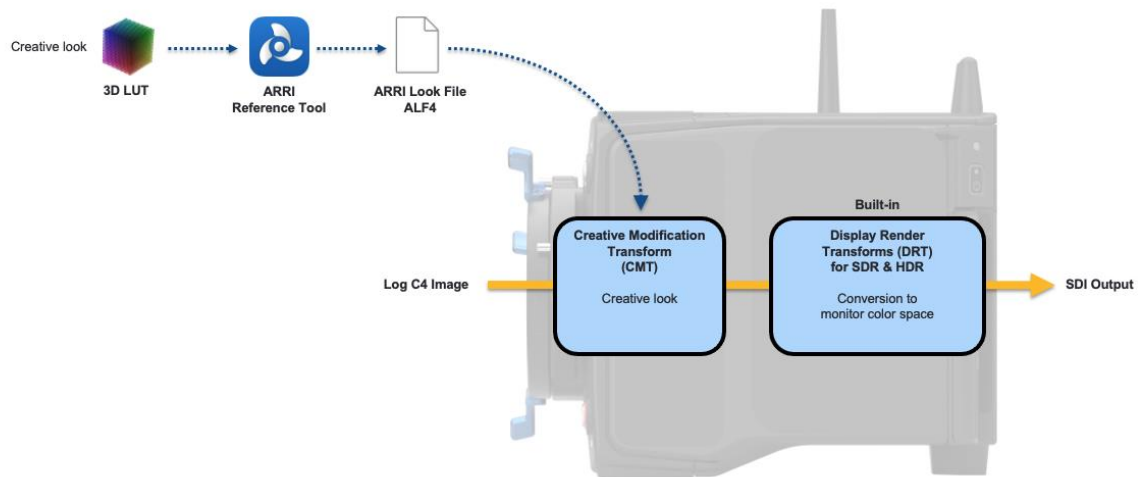 Creative look
3D LUT
ARRI
Reference Tool
ARRI Look File
ALF4
Built-in
Creative Modification
Transform
(CMT)
Creative look
Display Render
Transforms (DRT)
for SDR & HDR
Conversion to
monitor color space
Log C4 Image
SDI Output